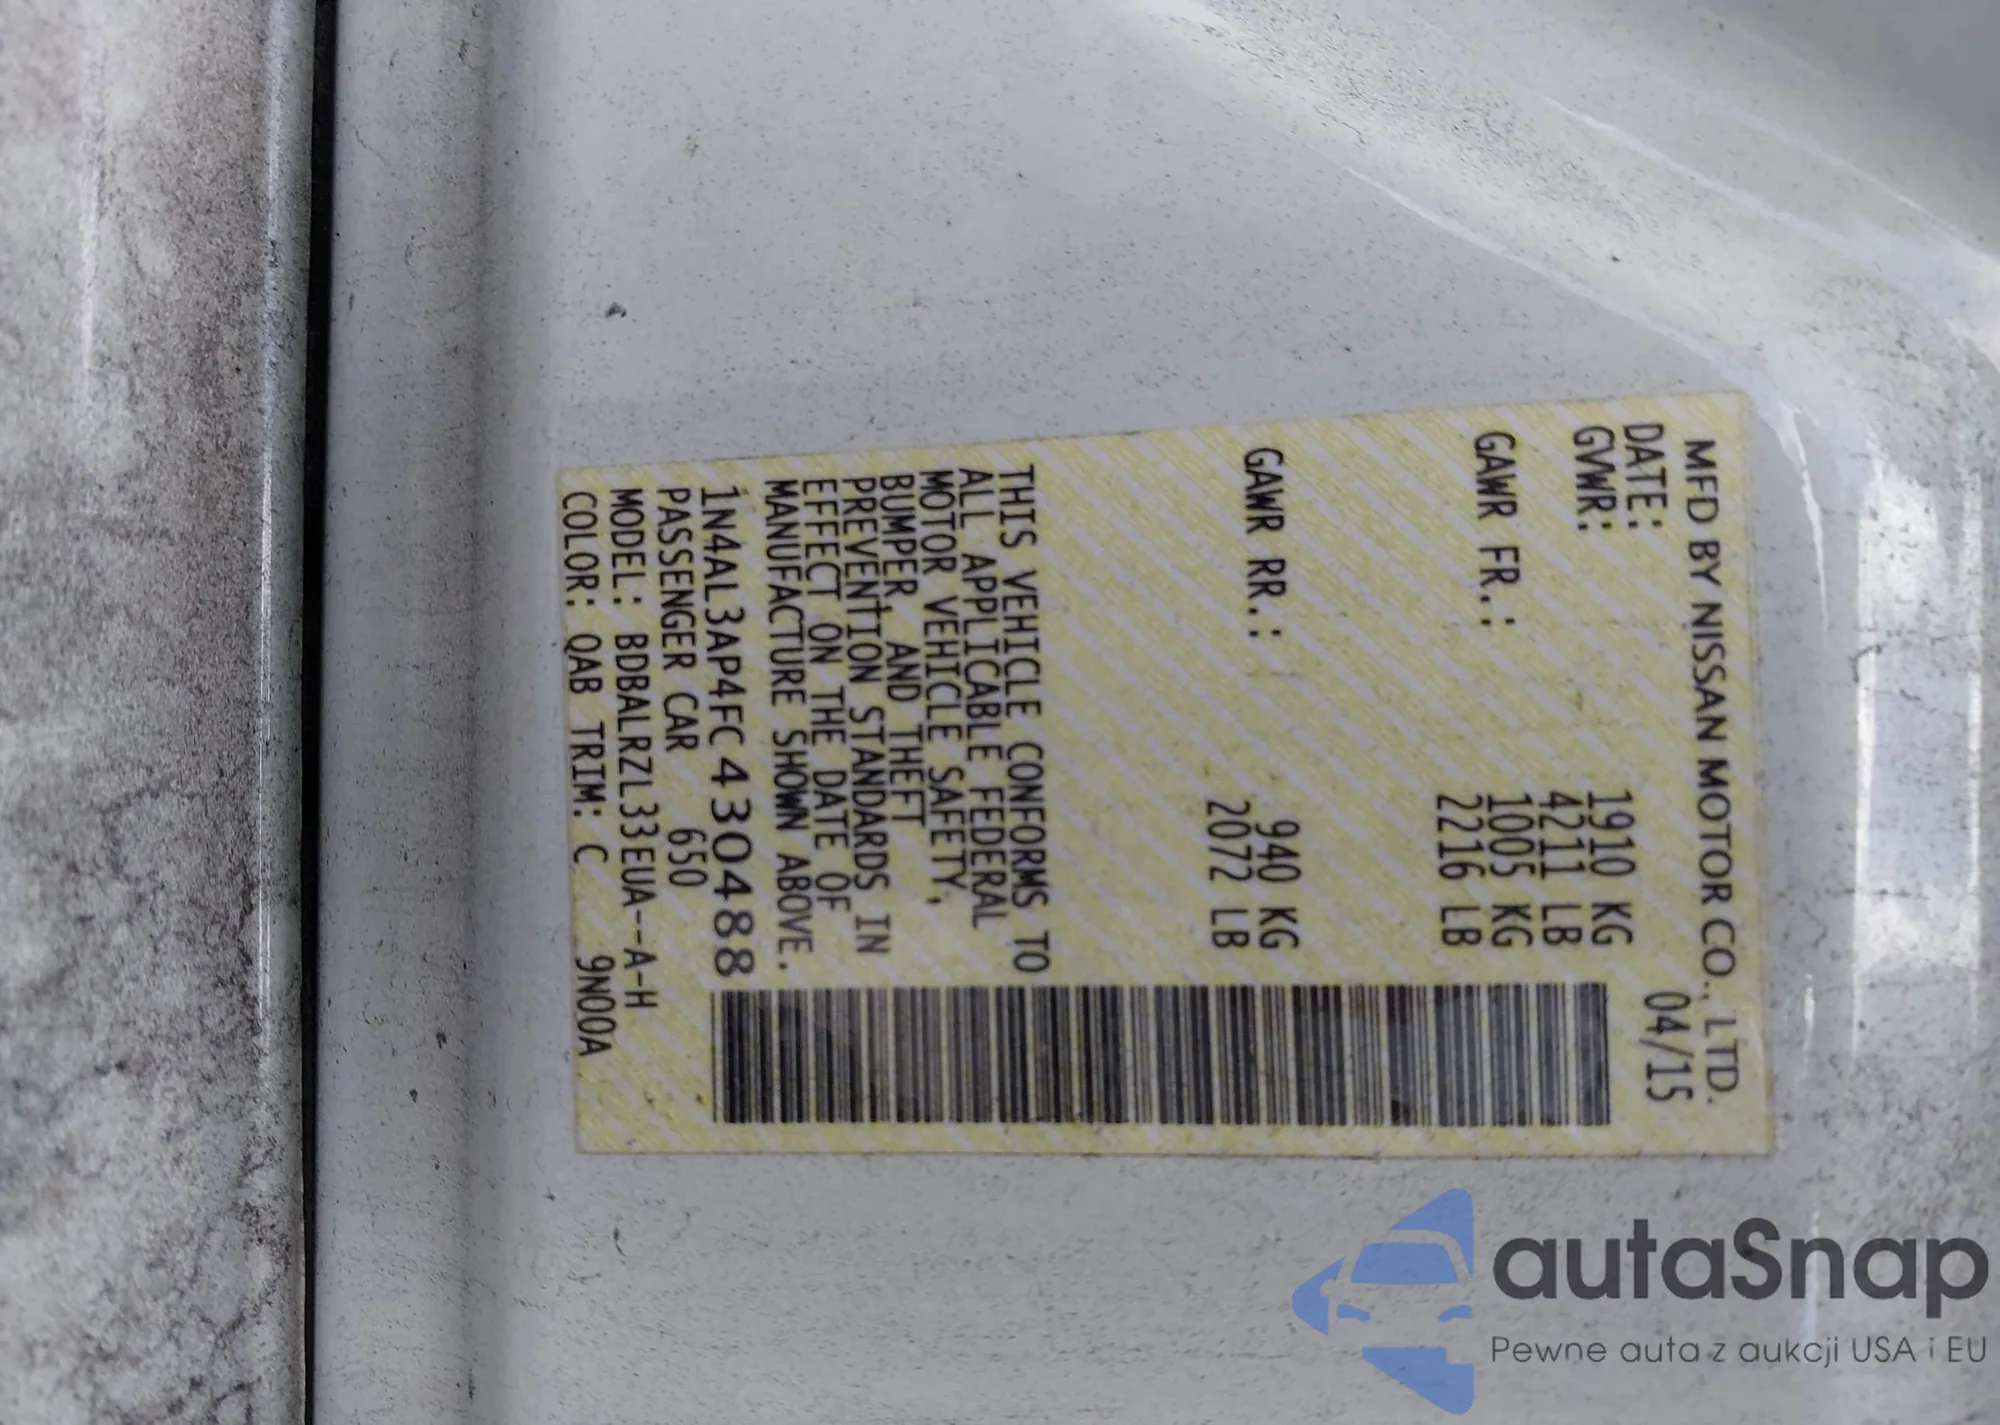 MFD BY NISSAN MOTOR CO., LTD.
DATE: 04/15
GVWR: 1910 KG
4211 LB
GAWR FR.: 1005 KG
2216 LB
GAWR RR.: 940 KG
2072 LB
THIS VEHICLE CONFORMS TO
ALL APPLICABLE FEDERAL
MOTOR VEHICLE SAFETY,
BUMPER, AND THEFT
PREVENTION STANDARDS IN
EFFECT ON THE DATE OF
MANUFACTURE SHOWN ABOVE.
1N4AL3AP4FC430488
PASSENGER CAR 650
MODEL: BDBALRZL33EUA--A-H
COLOR: QAB TRIM: C 9N00A
autaSnap
Pewne auta z aukcji USA i EU